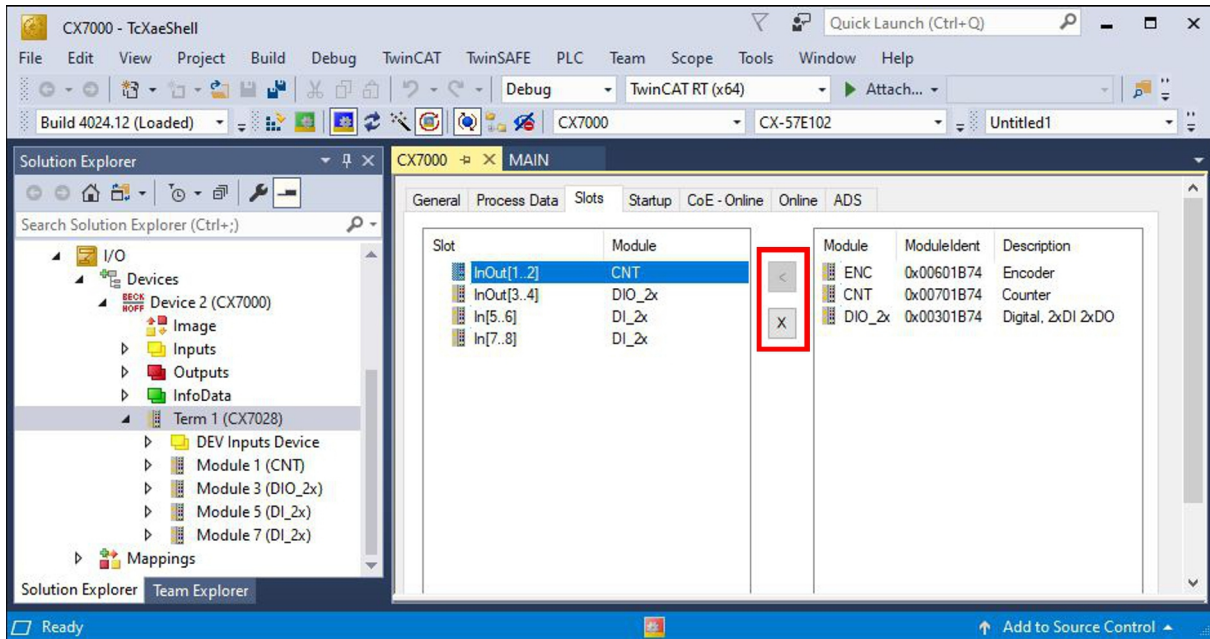 CX7000 - TcXaeShell
Quick Launch (Ctrl+Q)
File Edit View Project Build Debug TwinCAT TwinSAFE PLC Team Scope Tools Window Help
Debug TwinCAT RT (x64) Attach...
Build 4024.12 (Loaded) CX7000 CX-57E102 Untitled1
Solution Explorer
Search Solution Explorer (Ctrl+;)
I/O
Devices
BECK
HOFF
Device 2 (CX7000)
Image
Inputs
Outputs
InfoData
Term 1 (CX7028)
DEV Inputs Device
Module 1 (CNT)
Module 3 (DIO_2x)
Module 5 (DI_2x)
Module 7 (DI_2x)
Mappings
Solution Explorer Team Explorer
CX7000 MAIN
General Process Data Slots Startup CoE - Online Online ADS
Slot Module
InOut[1..2] CNT
InOut[3..4] DIO_2x
In[5..6] DI_2x
In[7..8] DI_2x
<
X
Module ModuleIdent Description
ENC 0x00601B74 Encoder
CNT 0x00701B74 Counter
DIO_2x 0x00301B74 Digital, 2xDI 2xDO
Ready
Add to Source Control